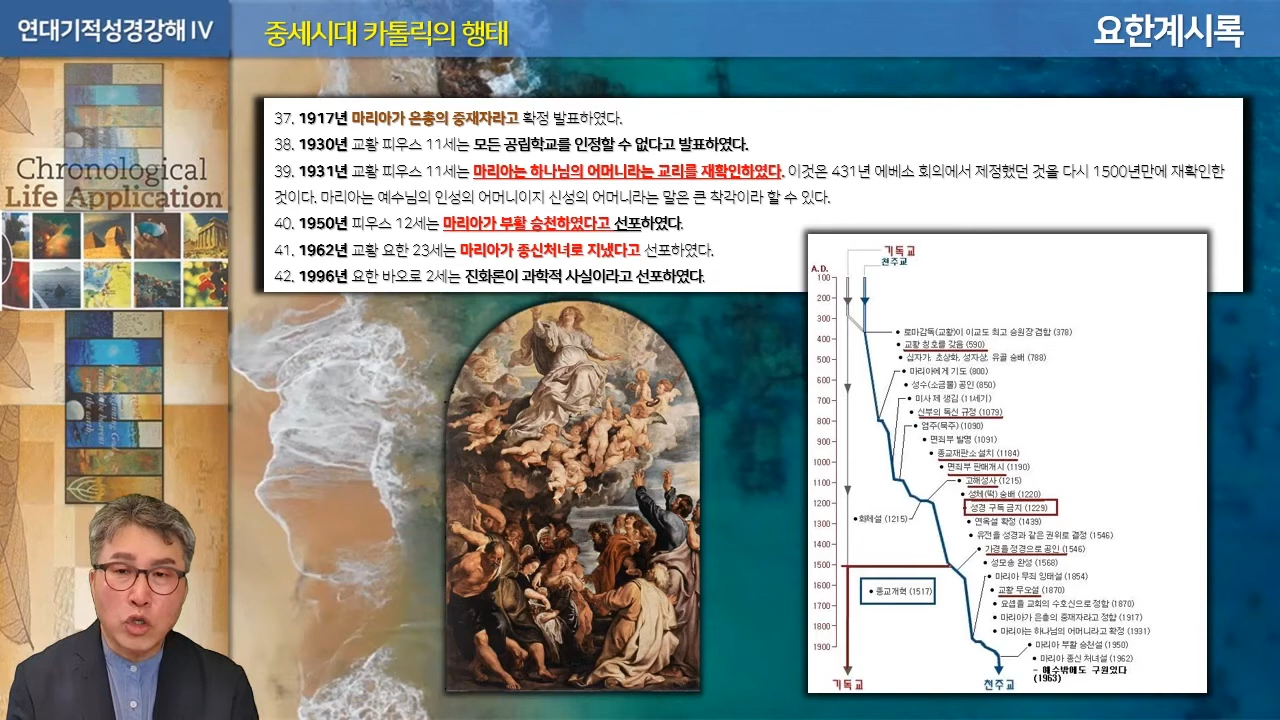 연대기적성경강해 IV
중세시대 카톨릭의 행태
요한계시록
Chronological
Life Application
37. 1917년 마리아가 은총의 중재자라고 확정 발표하였다.
38. 1930년 교황 피우스 11세는 모든 공립학교를 인정할 수 없다고 발표하였다.
39. 1931년 교황 피우스 11세는 마리아는 하나님의 어머니라는 교리를 재확인하였다. 이것은 431년 에베소 회의에서 제정했던 것을 다시 1500년만에 재확인한
것이다. 마리아는 예수님의 인성의 어머니이지 신성의 어머니라는 말은 큰 착각이라 할 수 있다.
40. 1950년 피우스 12세는 마리아가 부활 승천하였다고 선포하였다.
41. 1962년 교황 요한 23세는 마리아가 종신처녀로 지냈다고 선포하였다.
42. 1996년 요한 바오로 2세는 진화론이 과학적 사실이라고 선포하였다.
기독교
천주교
A.D.
100
200
300
400
500
600
700
800
900
1000
1100
1200
1300
1400
1500
1600
1700
1800
1900
• 로마감독(교황)이 이교도 최고 승원장 겸함 (378)
• 교황 칭호를 갖음 (590)
• 십자가, 초상화, 성자상, 유골 숭배 (788)
• 마리아에게 기도 (800)
• 성수(소금물) 공인 (850)
• 미사 제 생김 (11세기)
• 신부의 독신 규정 (1079)
• 염주(묵주) (1090)
• 면죄부 발명 (1091)
• 종교재판소 설치 (1184)
• 면죄부 판매개시 (1190)
• 고해성사 (1215)
• 성체(떡) 숭배 (1220)
• 성경 구독 금지 (1229)
• 화체설 (1215)
• 연옥설 확정 (1439)
• 유전을 성경과 같은 권위로 결정 (1546)
• 가경을 정경으로 공인 (1546)
• 성모송 완성 (1568)
• 마리아 무죄 잉태설 (1854)
• 종교개혁 (1517)
• 교황 무오설 (1870)
• 요셉을 교회의 수호신으로 정함 (1870)
• 마리아가 은총의 중재자라고 정함 (1917)
• 마리아는 하나님의 어머니라고 확정 (1931)
• 마리아 부활 승천설 (1950)
• 마리아 종신 처녀설 (1962)
- 예수밖에도 구원있다
(1963)
기독교
천주교